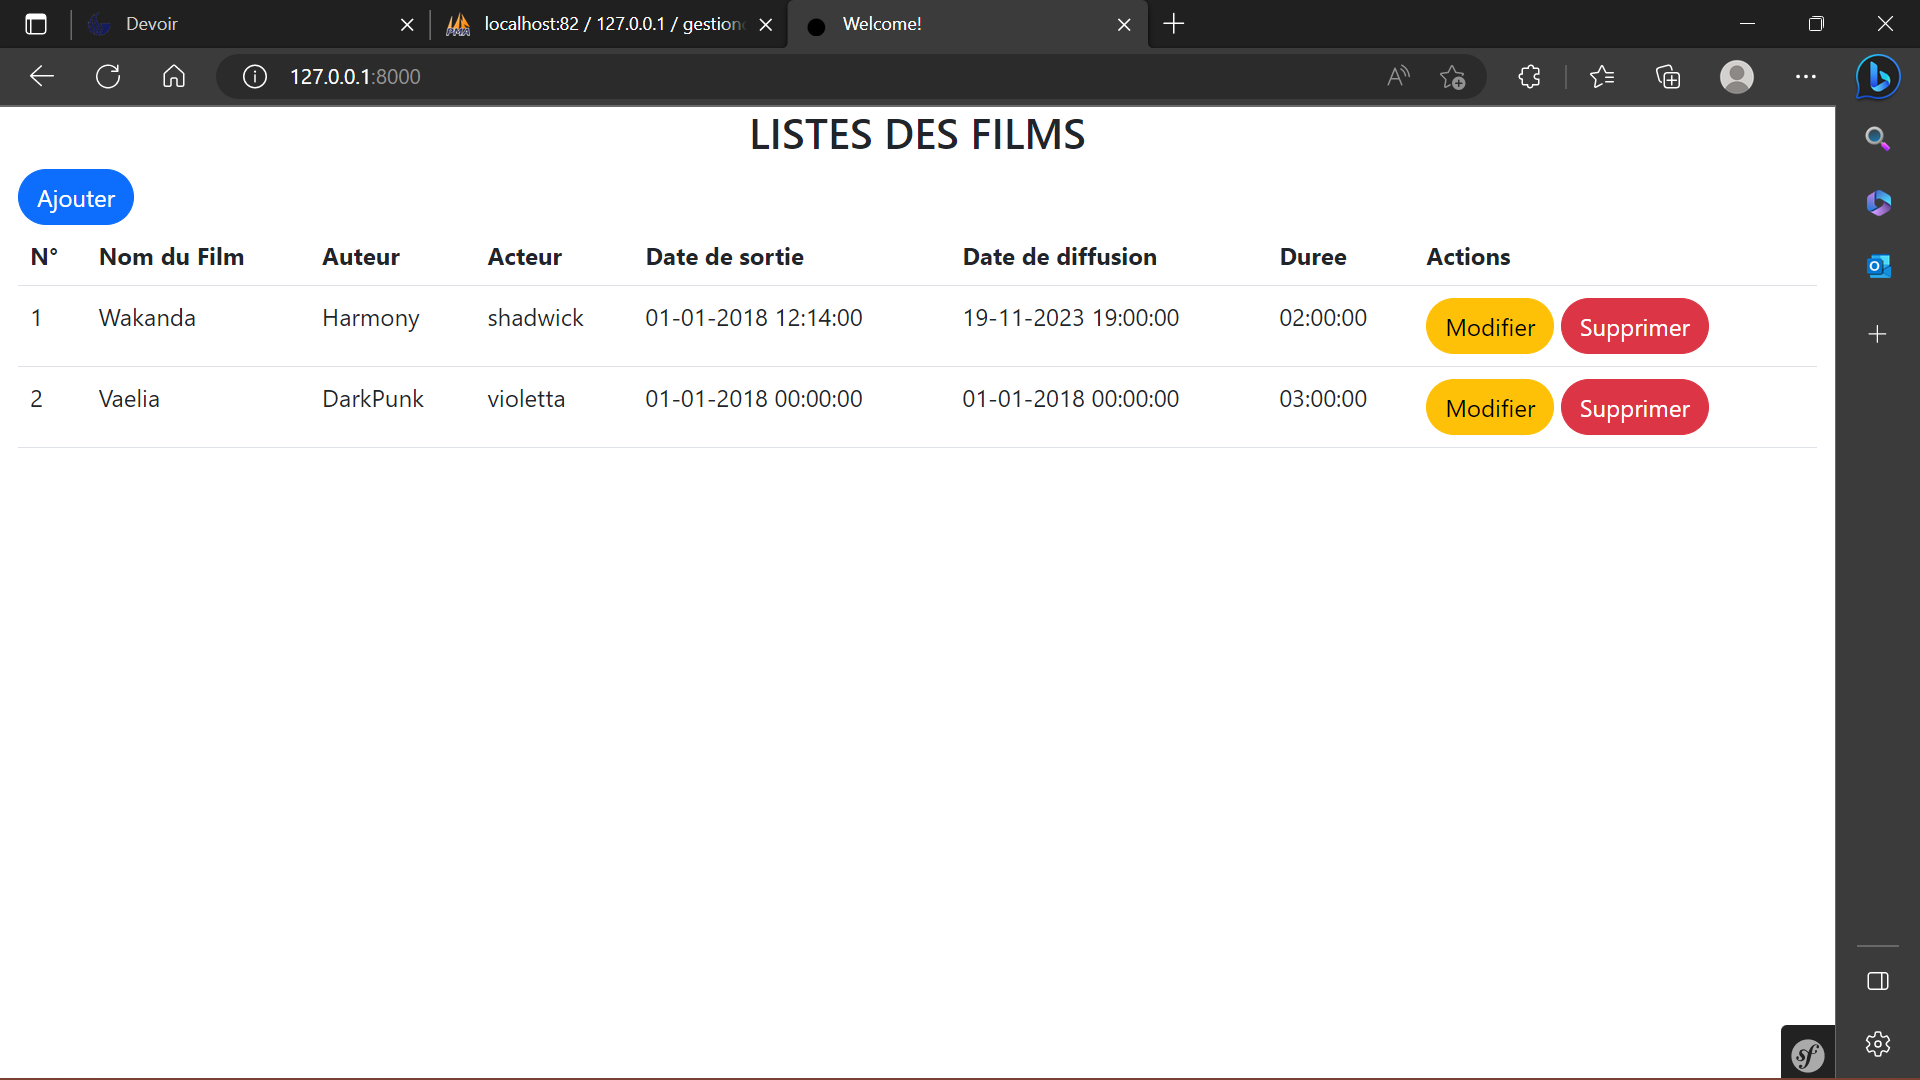 Devoir
localhost:82 / 127.0.0.1 / gestion
Welcome!
127.0.0.1:8000
LISTES DES FILMS
Ajouter
N° Nom du Film Auteur Acteur Date de sortie Date de diffusion Duree Actions
1 Wakanda Harmony shadwick 01-01-2018 12:14:00 19-11-2023 19:00:00 02:00:00 Modifier Supprimer
2 Vaelia DarkPunk violetta 01-01-2018 00:00:00 01-01-2018 00:00:00 03:00:00 Modifier Supprimer
sf